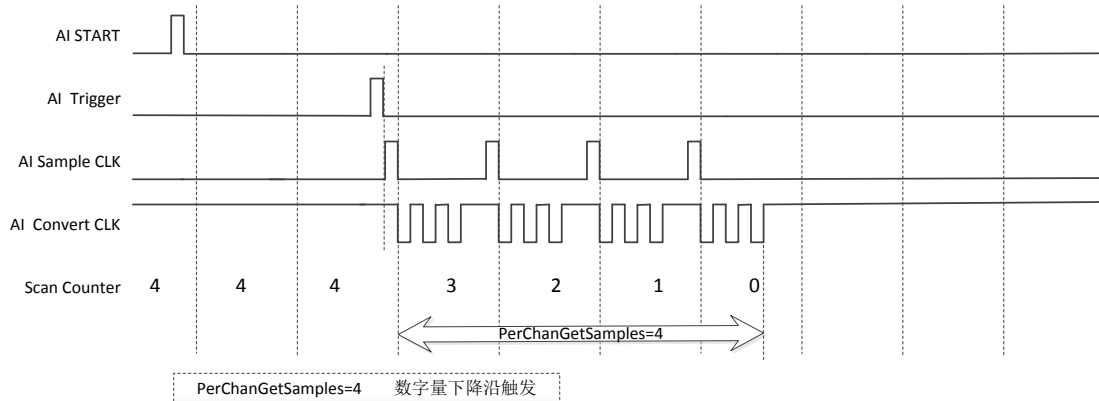 AI START
AI Trigger
AI Sample CLK
AI Convert CLK
Scan Counter 4 4 4 3 2 1 0
PerChanGetSamples=4
PerChanGetSamples=4 数字量下降沿触发